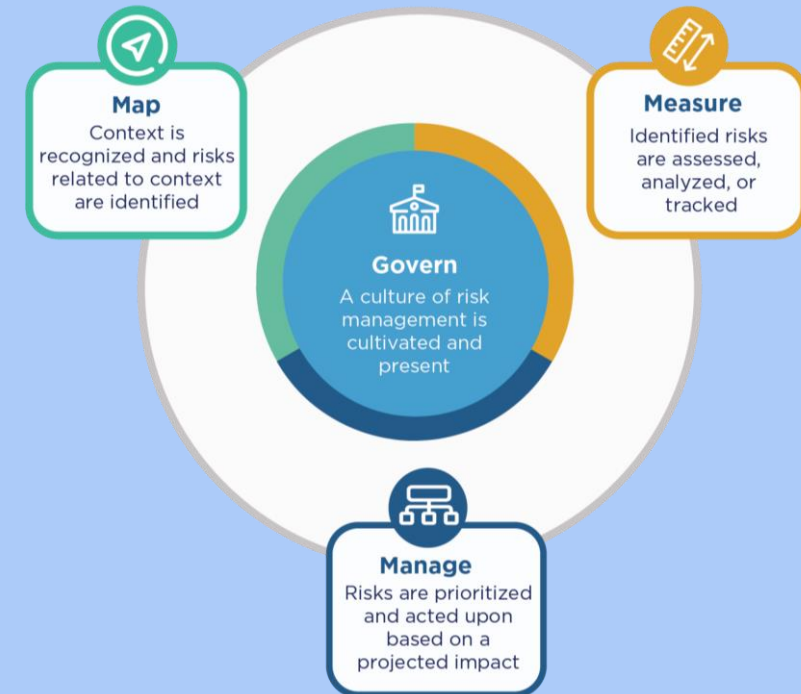 Map
Context is
recognized and risks
related to context
are identified
Measure
Identified risks
are assessed,
analyzed, or
tracked
Govern
A culture of risk
management is
cultivated and
present
Manage
Risks are prioritized
and acted upon
based on a
projected impact